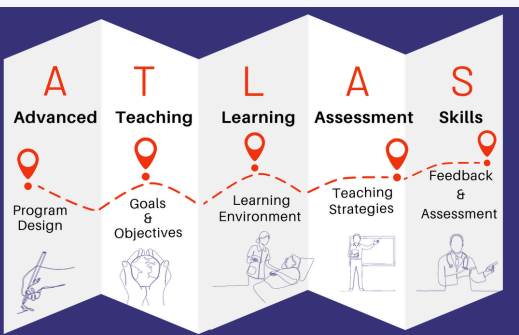 A T L A S
Advanced Teaching Learning Assessment Skills
Program
Design
Goals
&
Objectives
Learning
Environment
Teaching
Strategies
Feedback
&
Assessment